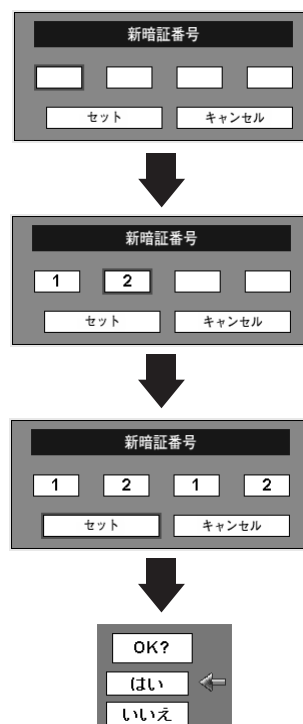 新暗証番号
セット キャンセル
新暗証番号
1 2
セット キャンセル
新暗証番号
1 2 1 2
セット キャンセル
OK?
はい
いいえ